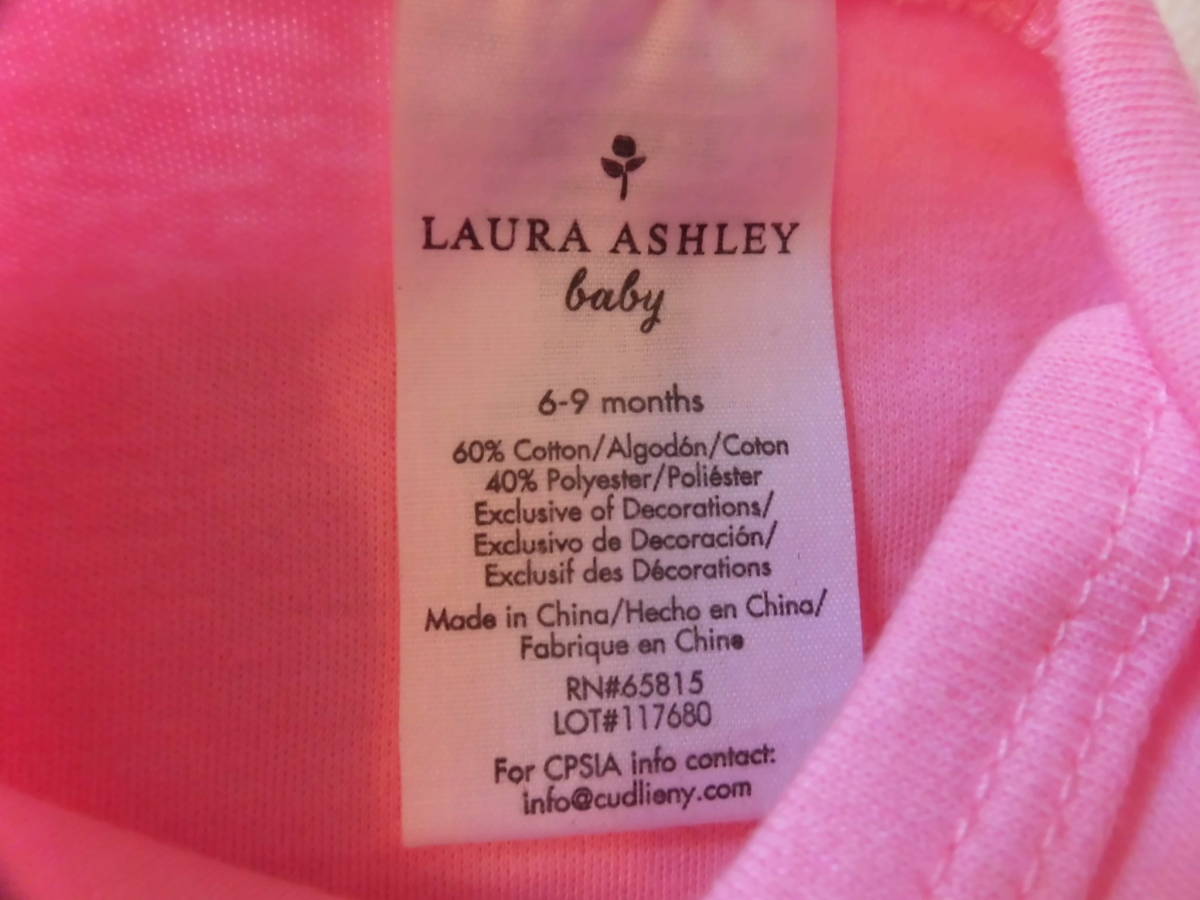 LAURA ASHLEY
baby
6-9 months
60% Cotton/Algodón/Coton
40% Polyester/Poliéster
Exclusive of Decorations/
Exclusivo de Decoración/
Exclusif des Décorations
Made in China/Hecho en China/
Fabrique en Chine
RN#65815
LOT#117680
For CPSIA info contact:
info@cudlieny.com